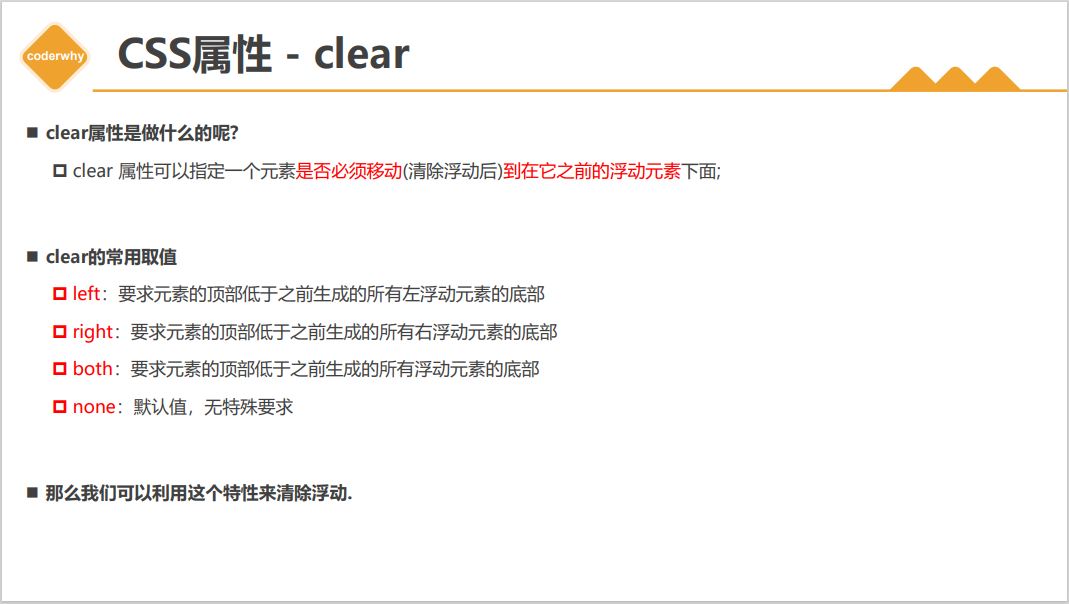 coderwhy
CSS属性 - clear
clear属性是做什么的呢?
clear 属性可以指定一个元素是否必须移动(清除浮动后)到在它之前的浮动元素下面;
clear的常用取值
left：要求元素的顶部低于之前生成的所有左浮动元素的底部
right：要求元素的顶部低于之前生成的所有右浮动元素的底部
both：要求元素的顶部低于之前生成的所有浮动元素的底部
none：默认值，无特殊要求
那么我们可以利用这个特性来清除浮动.